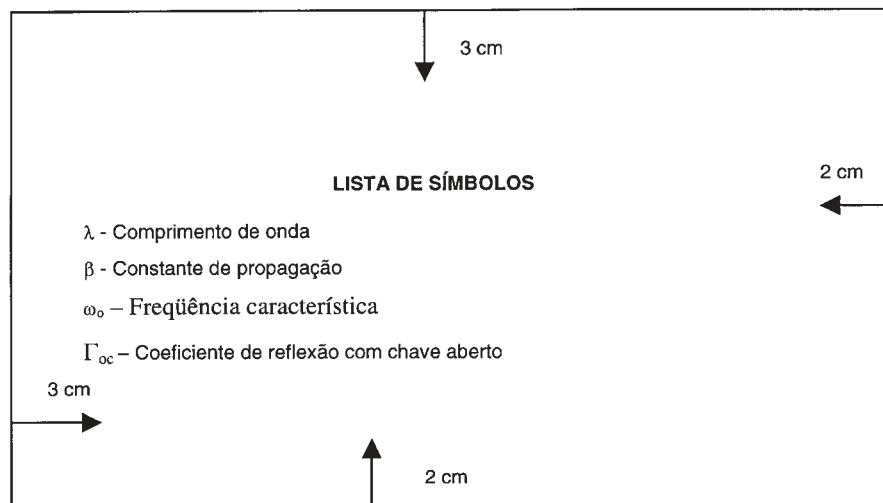 3 cm
LISTA DE SÍMBOLOS
2 cm
λ - Comprimento de onda
β - Constante de propagação
ωₒ – Freqüência característica
Γₒc – Coeficiente de reflexão com chave aberto
3 cm
2 cm